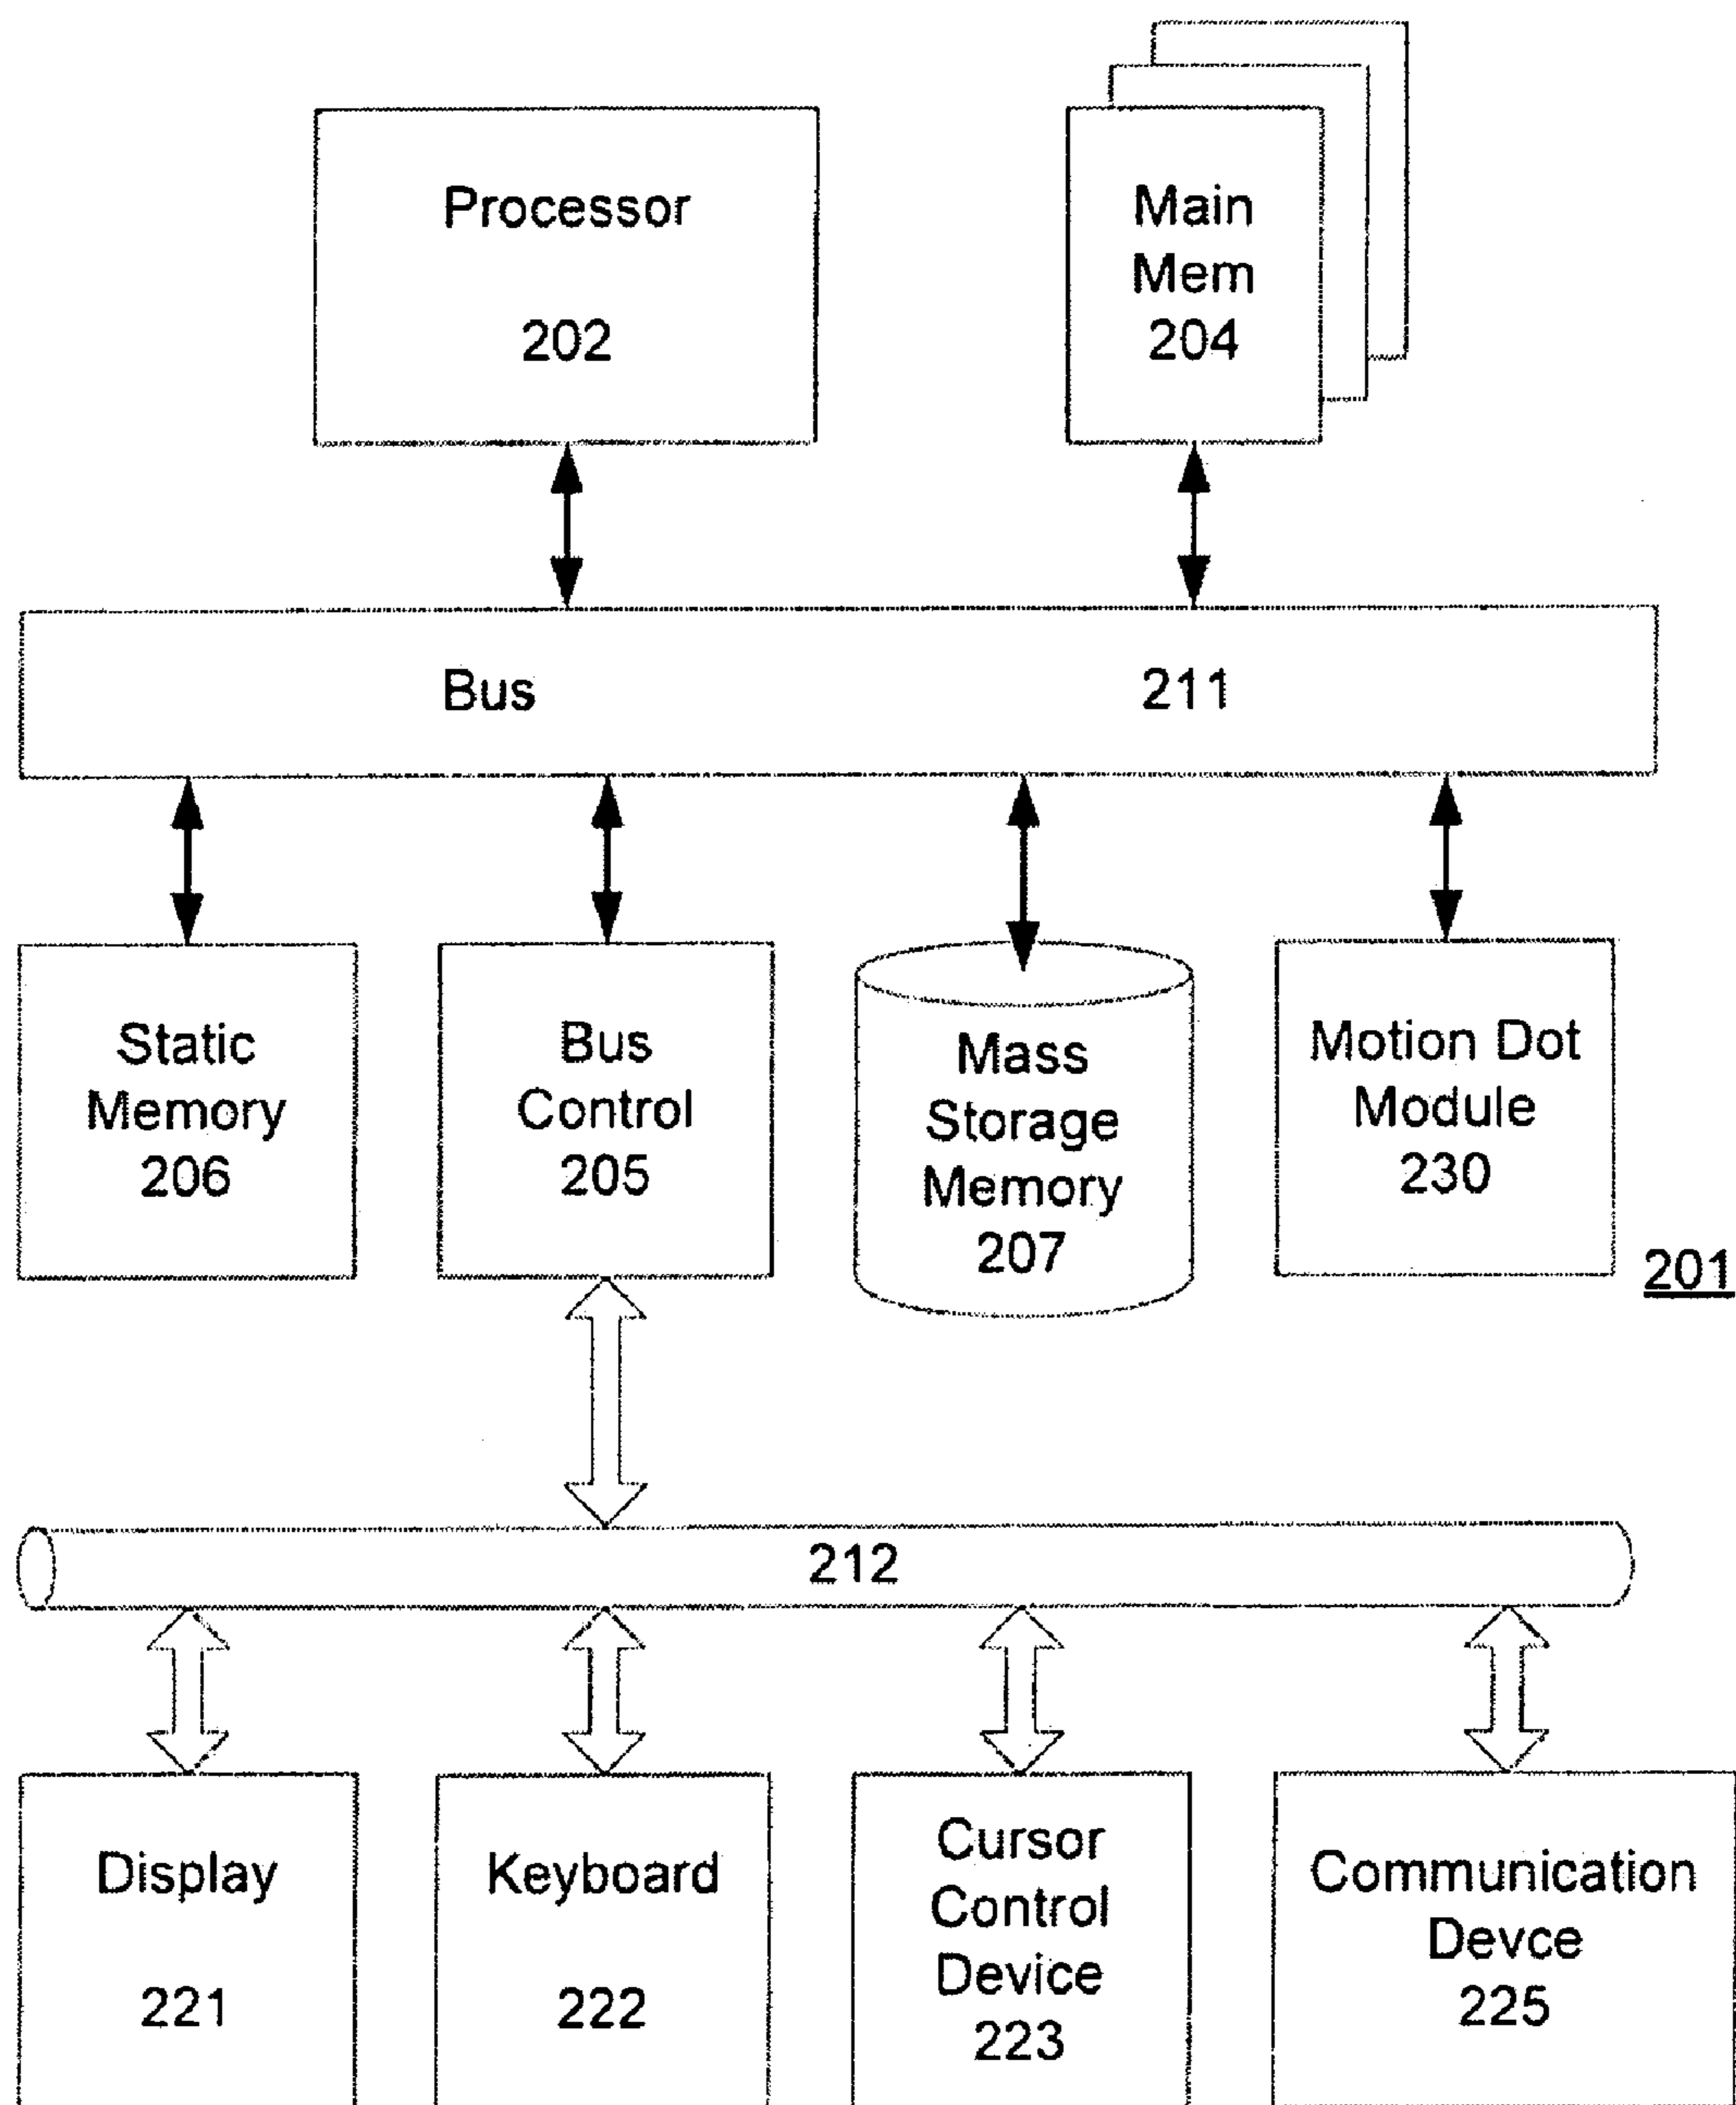 Processor
202
Main
Mem
204
Bus 211
Static
Memory
206
Bus
Control
205
Mass
Storage
Memory
207
Motion Dot
Module
230
201
212
Display
221
Keyboard
222
Cursor
Control
Device
223
Communication
Devce
225